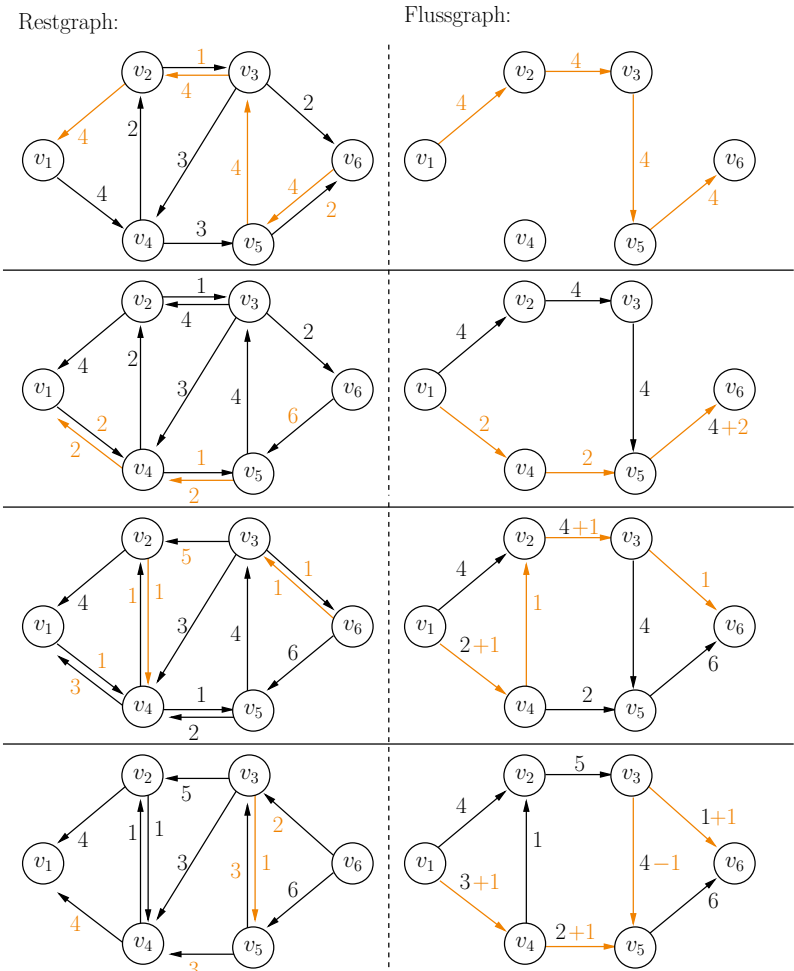 Restgraph:
Flussgraph:
1
v₂ v₃
4
2
4 2 3
v₁ 4 4 v₆
4 2
3
v₄ v₅
4
v₂ v₃
4
v₁ 4 v₆
4
v₄ v₅
1
v₂ v₃
4
2
4 2 3
v₁ 4 v₆
2 6
2 1
v₄ v₅
2
4
v₂ v₃
4
v₁ 4 v₆
2 4+2
2
v₄ v₅
v₂ v₃
5
1
4 1 1 3 1
v₁ 4 v₆
1 6
3 1
v₄ v₅
2
4+1
v₂ v₃
4 1
1
v₁ 4 v₆
2+1 6
2
v₄ v₅
v₂ v₃
5
2
4 1 1
v₁ 3 3 1 v₆
6
4
v₄ v₅
3
5
v₂ v₃
4 1+1
1
v₁ 4−1 v₆
3+1 6
2+1
v₄ v₅